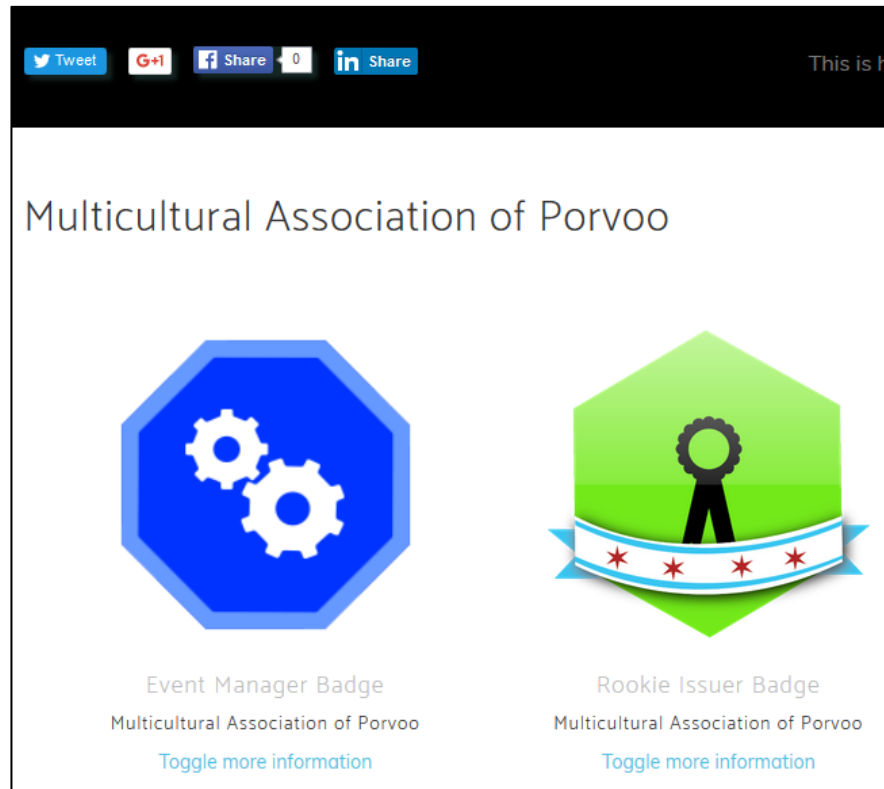 Tweet G+1 Share 0 in Share This is
Multicultural Association of Porvoo
Event Manager Badge Rookie Issuer Badge
Multicultural Association of Porvoo Multicultural Association of Porvoo
Toggle more information Toggle more information